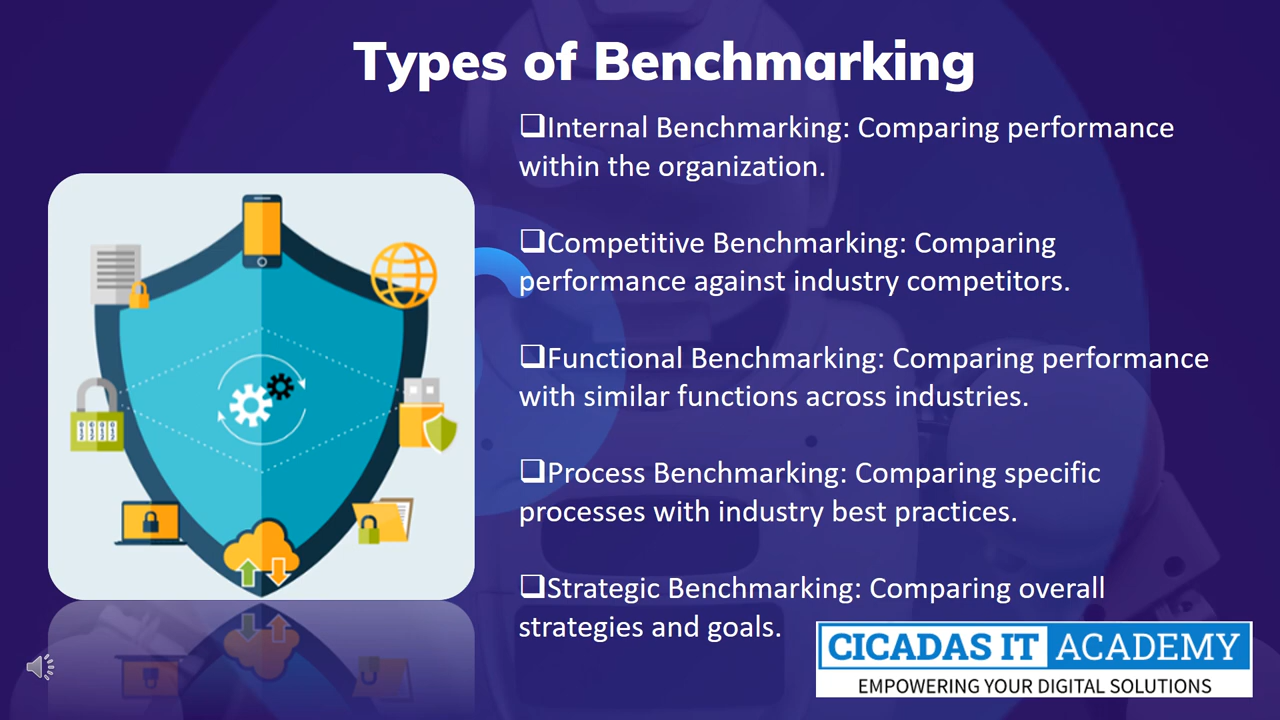 Types of Benchmarking
❑Internal Benchmarking: Comparing performance
within the organization.
❑Competitive Benchmarking: Comparing
performance against industry competitors.
❑Functional Benchmarking: Comparing performance
with similar functions across industries.
❑Process Benchmarking: Comparing specific
processes with industry best practices.
❑Strategic Benchmarking: Comparing overall
strategies and goals.
CICADAS IT ACADEMY
EMPOWERING YOUR DIGITAL SOLUTIONS